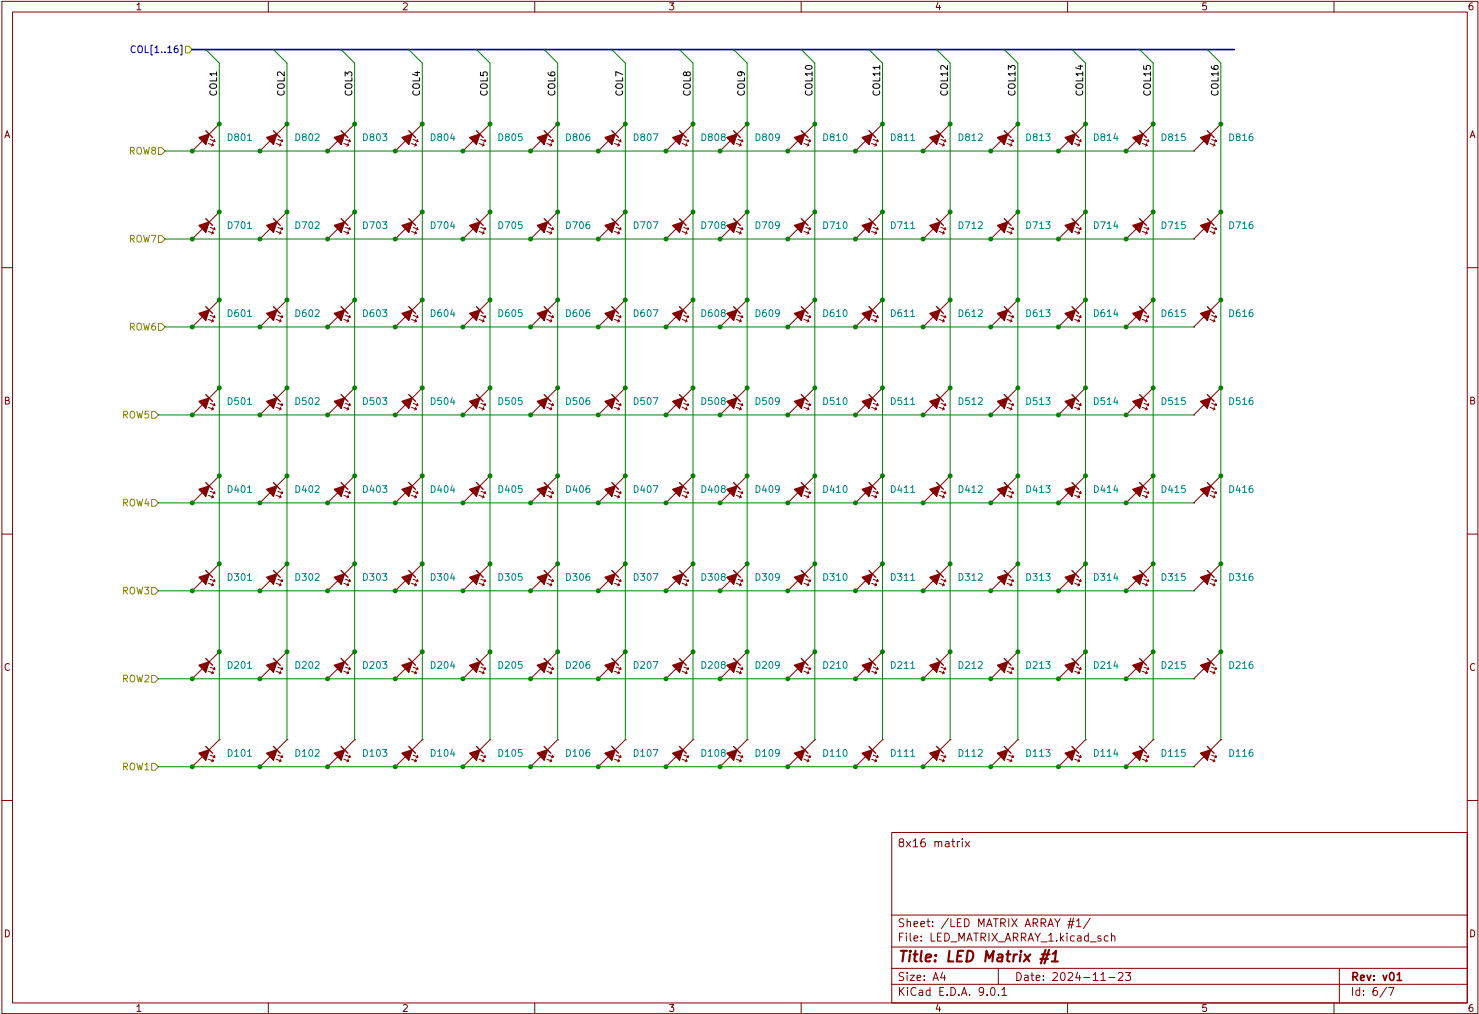 1 2 3 4 5 6
COL[1..16]
COL1 COL2 COL3 COL4 COL5 COL6 COL7 COL8 COL9 COL10 COL11 COL12 COL13 COL14 COL15 COL16
A A
D801 D802 D803 D804 D805 D806 D807 D808 D809 D810 D811 D812 D813 D814 D815 D816
ROW8
D701 D702 D703 D704 D705 D706 D707 D708 D709 D710 D711 D712 D713 D714 D715 D716
ROW7
D601 D602 D603 D604 D605 D606 D607 D608 D609 D610 D611 D612 D613 D614 D615 D616
ROW6
B B
D501 D502 D503 D504 D505 D506 D507 D508 D509 D510 D511 D512 D513 D514 D515 D516
ROW5
D401 D402 D403 D404 D405 D406 D407 D408 D409 D410 D411 D412 D413 D414 D415 D416
ROW4
D301 D302 D303 D304 D305 D306 D307 D308 D309 D310 D311 D312 D313 D314 D315 D316
ROW3
C C
D201 D202 D203 D204 D205 D206 D207 D208 D209 D210 D211 D212 D213 D214 D215 D216
ROW2
D101 D102 D103 D104 D105 D106 D107 D108 D109 D110 D111 D112 D113 D114 D115 D116
ROW1
8x16 matrix
Sheet: /LED MATRIX ARRAY #1/
D D
File: LED_MATRIX_ARRAY_1.kicad_sch
Title: LED Matrix #1
Size: A4 Date: 2024-11-23 Rev: v01
KiCad E.D.A. 9.0.1 Id: 6/7
1 2 3 4 5 6